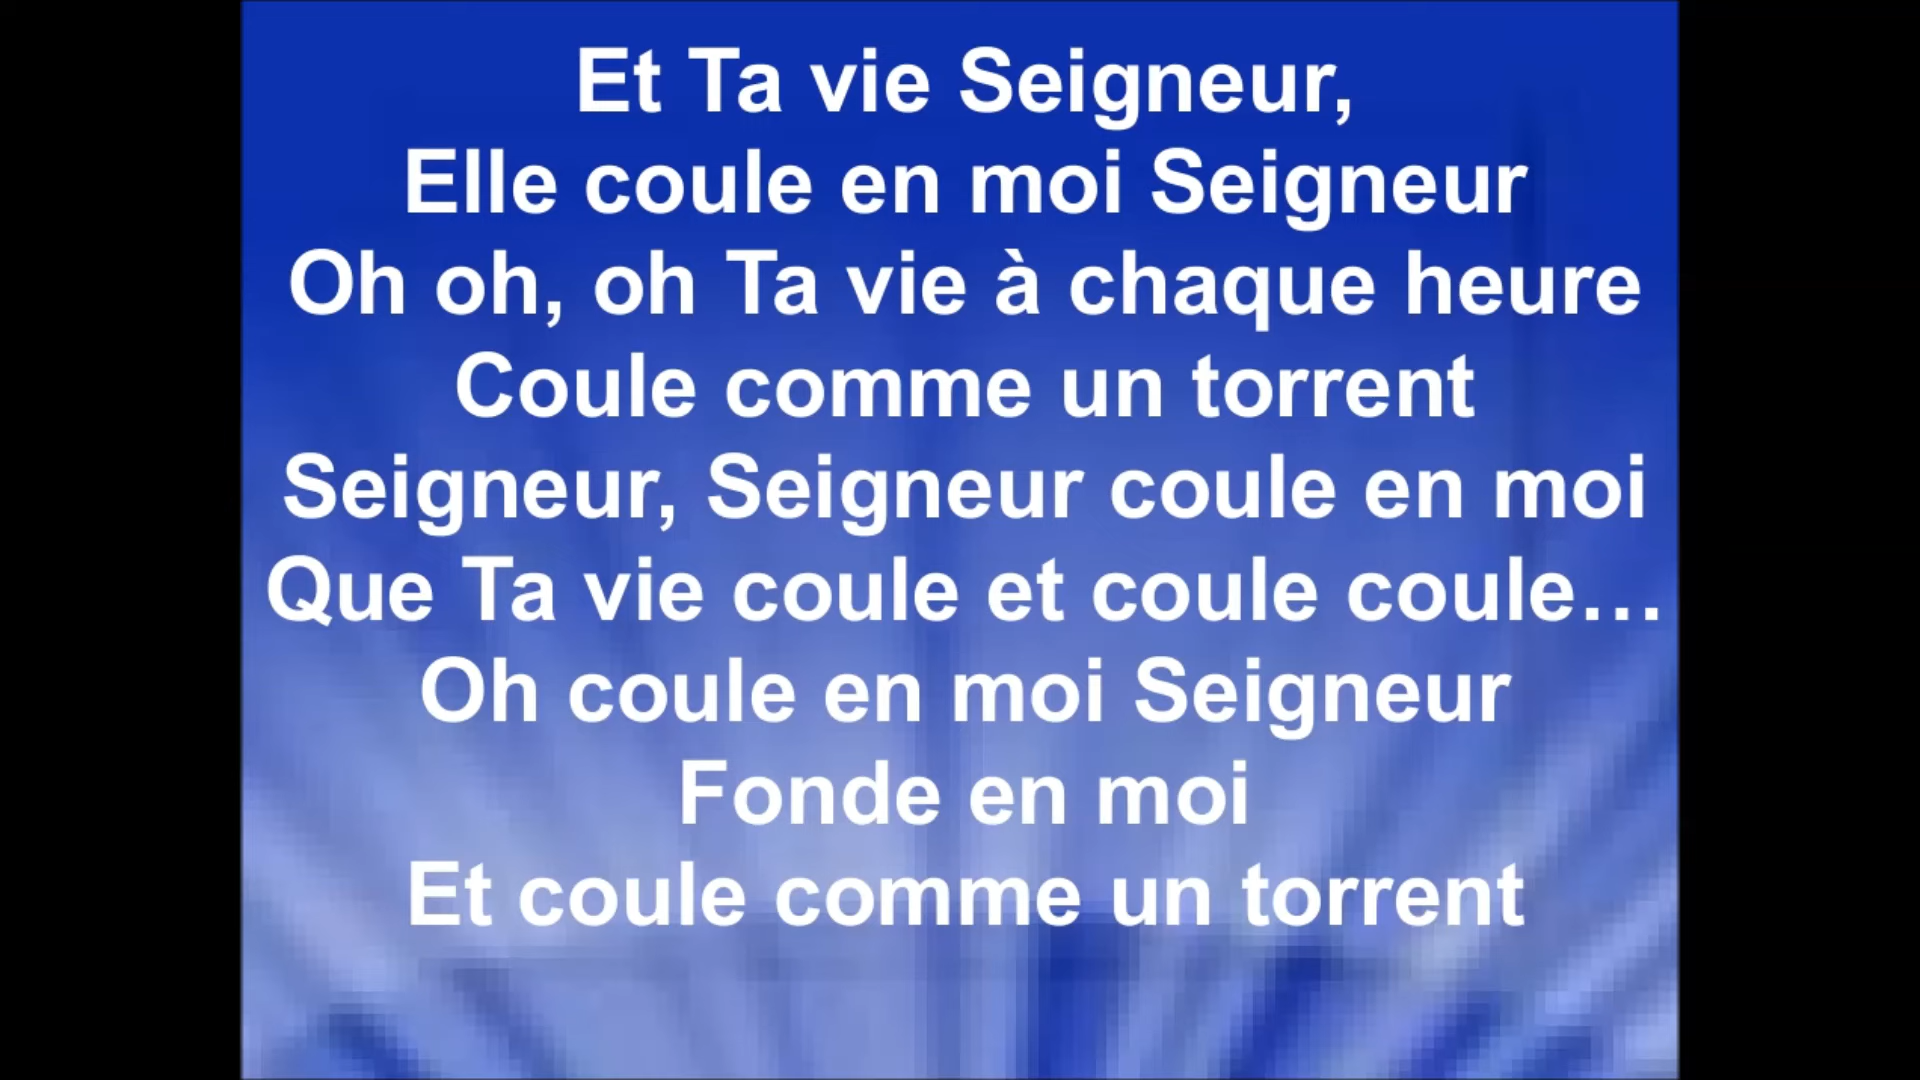 Et Ta vie Seigneur,
Elle coule en moi Seigneur
Oh oh, oh Ta vie à chaque heure
Coule comme un torrent
Seigneur, Seigneur coule en moi
Que Ta vie coule et coule coule…
Oh coule en moi Seigneur
Fonde en moi
Et coule comme un torrent